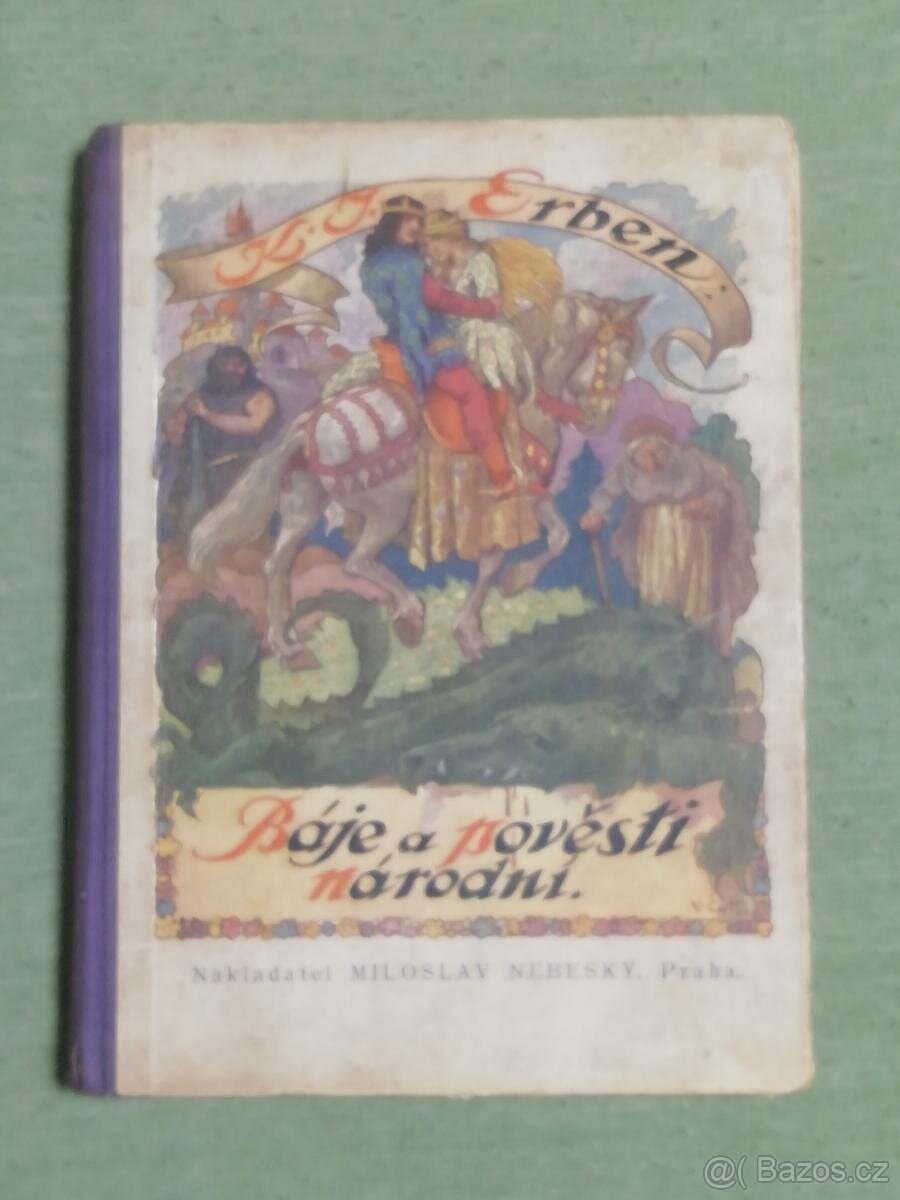 K. J. Erben:
Báje a pověsti
národní.
Nakladatel MILOSLAV NEBESKÝ, Praha.
@( Bazos.cz